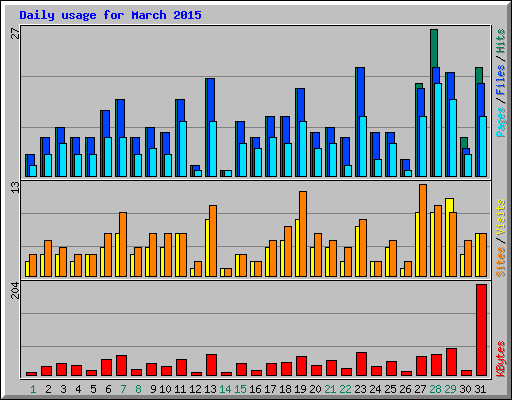 Daily usage for March 2015
27
Pages / Files / Hits
13
Sites / Visits
204
KBytes
1 2 3 4 5 6 7 8 9 10 11 12 13 14 15 16 17 18 19 20 21 22 23 24 25 26 27 28 29 30 31